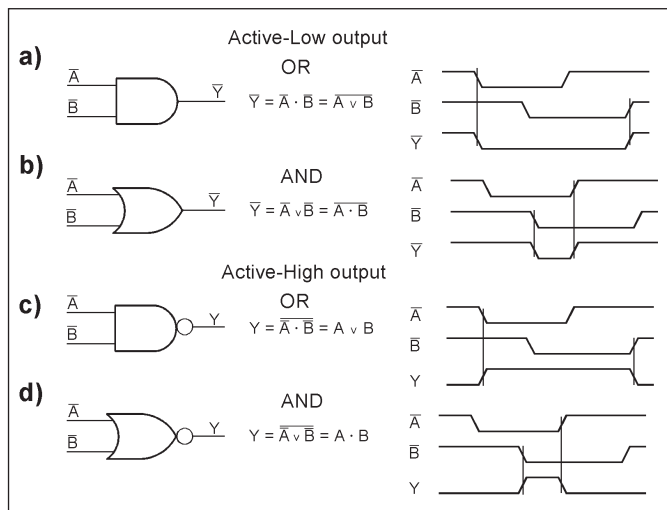 Active-Low output
a)
A̅
B̅
Y̅
OR
Y̅ = A̅ · B̅ = A̅ ̅v̅ ̅B̅
A̅
B̅
Y̅
b)
A̅
B̅
Y̅
AND
Y̅ = A̅ v B̅ = A̅ ̅·̅ ̅B̅
A̅
B̅
Y̅
Active-High output
c)
A̅
B̅
Y
OR
Y = A̿ ̅·̅ ̅B̿ = A v B
A̅
B̅
Y
d)
A̅
B̅
Y
AND
Y = A̿ ̅v̅ ̅B̿ = A · B
A̅
B̅
Y